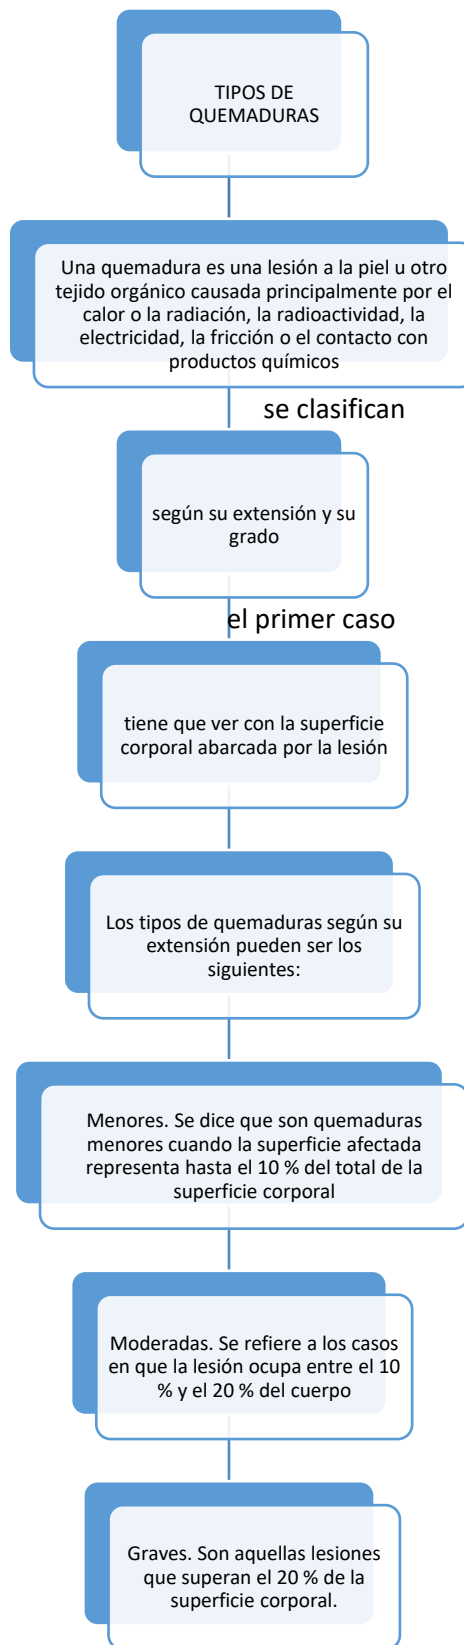 TIPOS DE
QUEMADURAS
Una quemadura es una lesión a la piel u otro
tejido orgánico causada principalmente por el
calor o la radiación, la radioactividad, la
electricidad, la fricción o el contacto con
productos químicos
se clasifican
según su extensión y su
grado
el primer caso
tiene que ver con la superficie
corporal abarcada por la lesión
Los tipos de quemaduras según su
extensión pueden ser los
siguientes:
Menores. Se dice que son quemaduras
menores cuando la superficie afectada
representa hasta el 10 % del total de la
superficie corporal
Moderadas. Se refiere a los casos
en que la lesión ocupa entre el 10
% y el 20 % del cuerpo
Graves. Son aquellas lesiones
que superan el 20 % de la
superficie corporal.